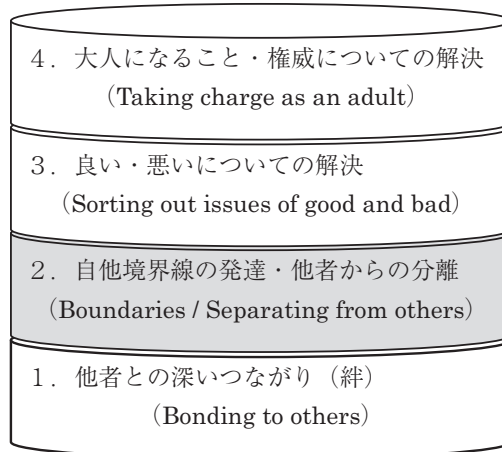 ４．大人になること・権威についての解決
（Taking charge as an adult）
３．良い・悪いについての解決
（Sorting out issues of good and bad）
２．自他境界線の発達・他者からの分離
（Boundaries / Separating from others）
１．他者との深いつながり（絆）
（Bonding to others）